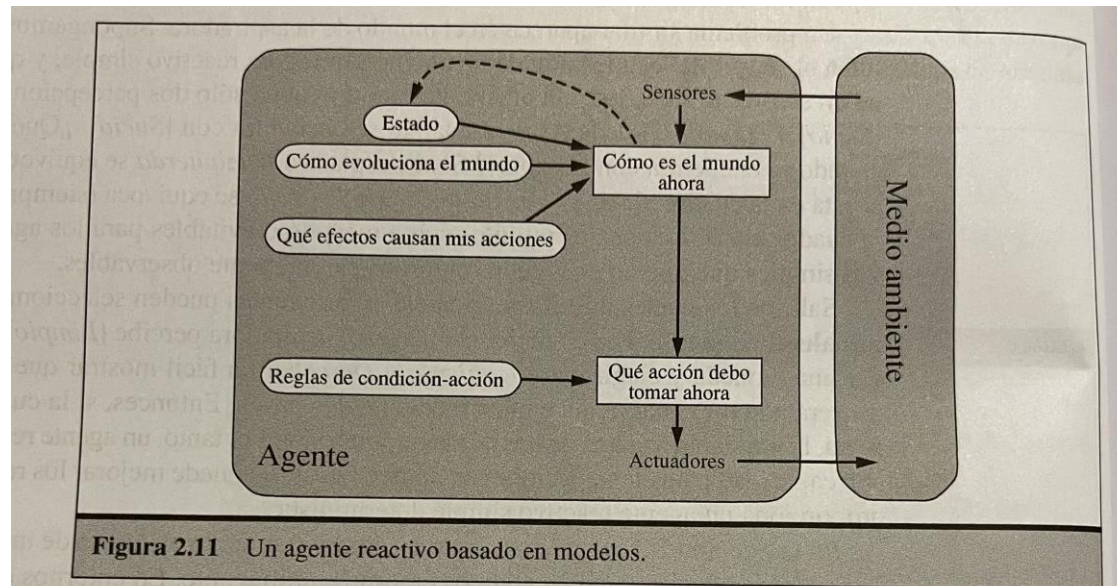 Sensores
Estado
Cómo evoluciona el mundo
Cómo es el mundo
ahora
Qué efectos causan mis acciones
Medio ambiente
Reglas de condición-acción
Qué acción debo
tomar ahora
Agente
Actuadores
Figura 2.11 Un agente reactivo basado en modelos.